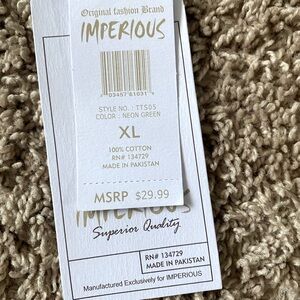 Original fashion Brand
IMPERIOUS
STYLE NO.: TTS05
COLOR : NEON GREEN
XL
100% COTTON
RN# 134729
MADE IN PAKISTAN
MSRP $29.99
IMPERIOUS
Superior Quality
RN# 134729
MADE IN PAKISTAN
Manufactured Exclusively for IMPERIOUS